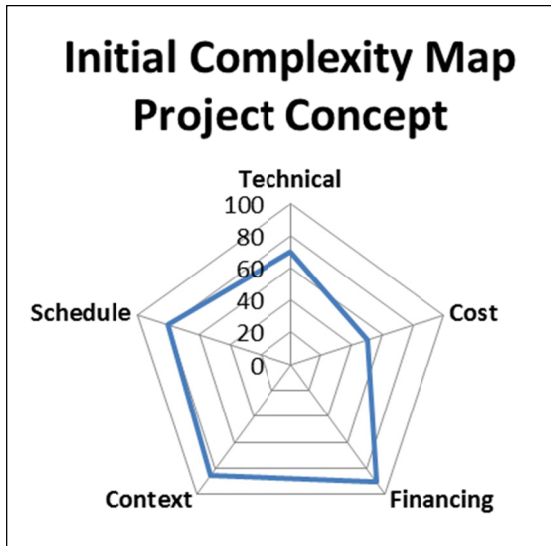 Initial Complexity Map
Project Concept
Technical
100
80
60
40
20
0
Schedule
Cost
Context
Financing